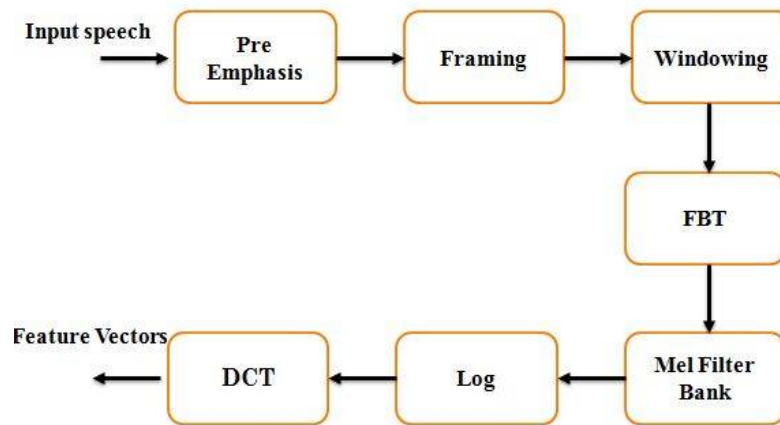 Input speech
Pre
Emphasis
Framing
Windowing
FBT
Mel Filter
Bank
Log
DCT
Feature Vectors